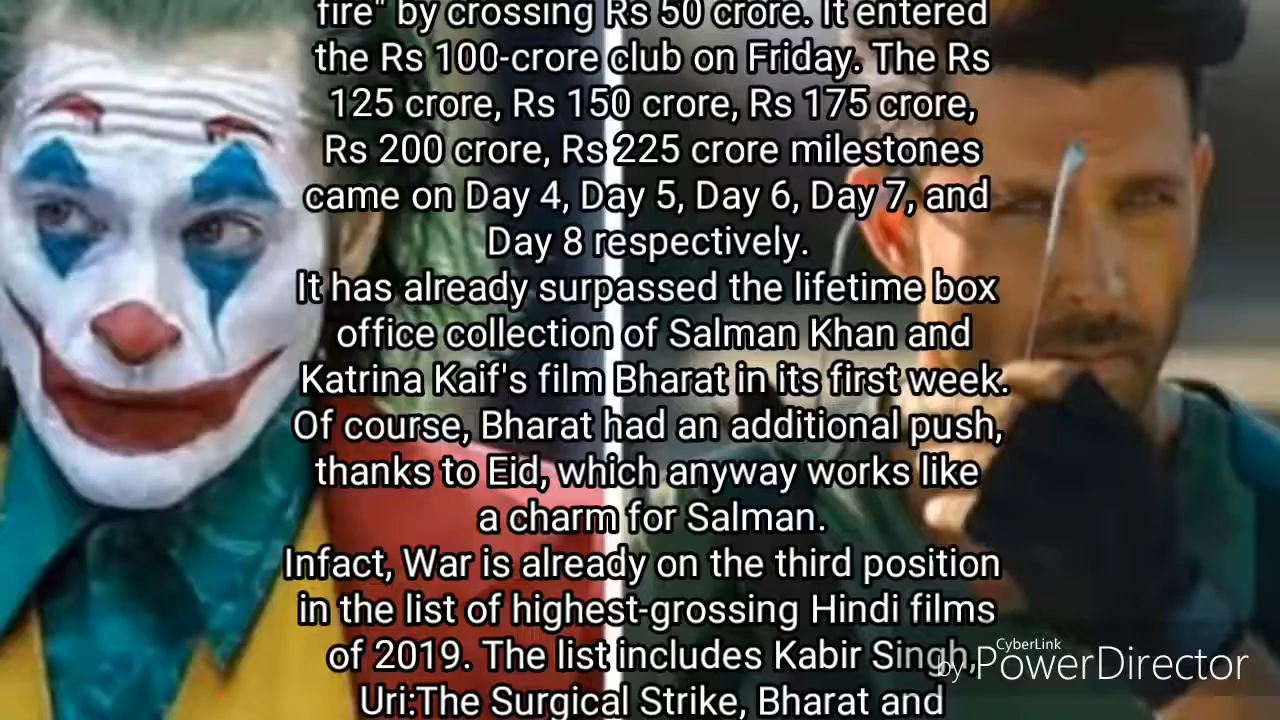 fire" by crossing Rs 50 crore. It entered
the Rs 100-crore club on Friday. The Rs
125 crore, Rs 150 crore, Rs 175 crore,
Rs 200 crore, Rs 225 crore milestones
came on Day 4, Day 5, Day 6, Day 7, and
Day 8 respectively.
It has already surpassed the lifetime box
office collection of Salman Khan and
Katrina Kaif's film Bharat in its first week.
Of course, Bharat had an additional push,
thanks to Eid, which anyway works like
a charm for Salman.
Infact, War is already on the third position
in the list of highest-grossing Hindi films
of 2019. The list includes Kabir Singh,
Uri:The Surgical Strike, Bharat and
CyberLink
by PowerDirector